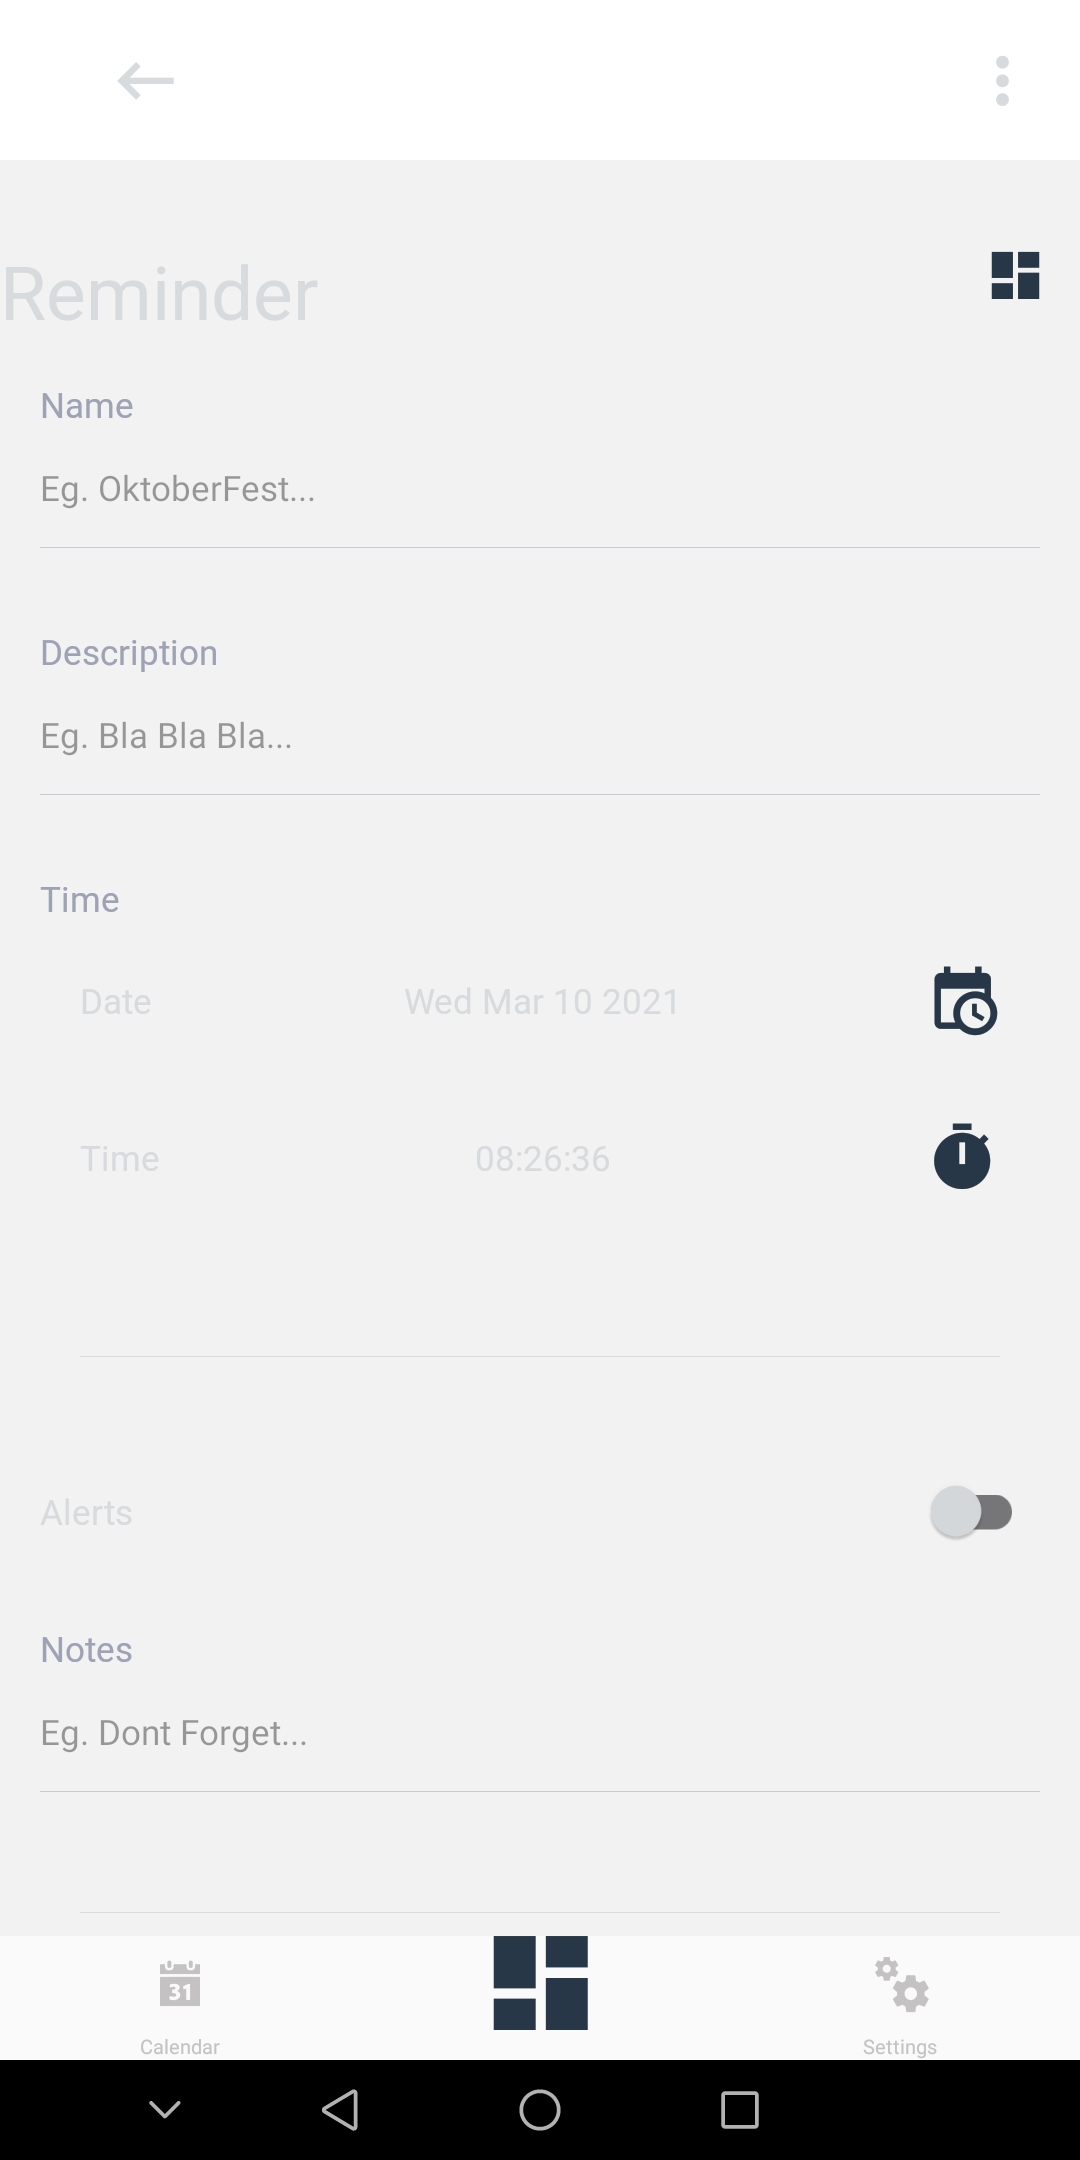 Reminder
Name
Eg. OktoberFest...
Description
Eg. Bla Bla Bla...
Time
Date Wed Mar 10 2021
Time 08:26:36
Alerts
Notes
Eg. Dont Forget...
31
Calendar
Settings